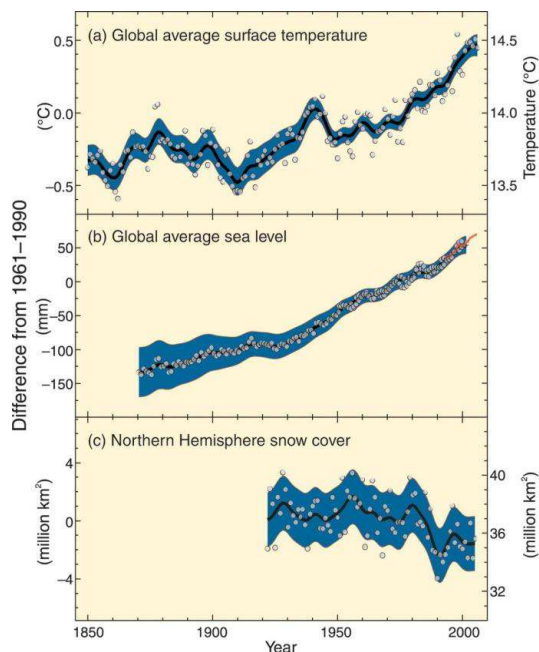 (a) Global average surface temperature
0.5
0.0
−0.5
(°C)
14.5
14.0
13.5
Temperature (°C)
(b) Global average sea level
50
0
−50
−100
−150
(mm)
Difference from 1961–1990
(c) Northern Hemisphere snow cover
4
0
−4
(million km²)
40
36
32
(million km²)
1850
1900
1950
2000
Year